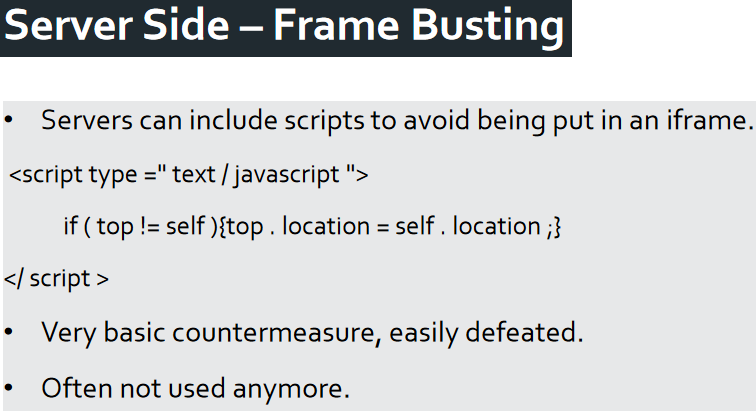 Server Side – Frame Busting
• Servers can include scripts to avoid being put in an iframe.
<script type =" text / javascript ">
if ( top != self ){top . location = self . location ;}
</ script >
• Very basic countermeasure, easily defeated.
• Often not used anymore.